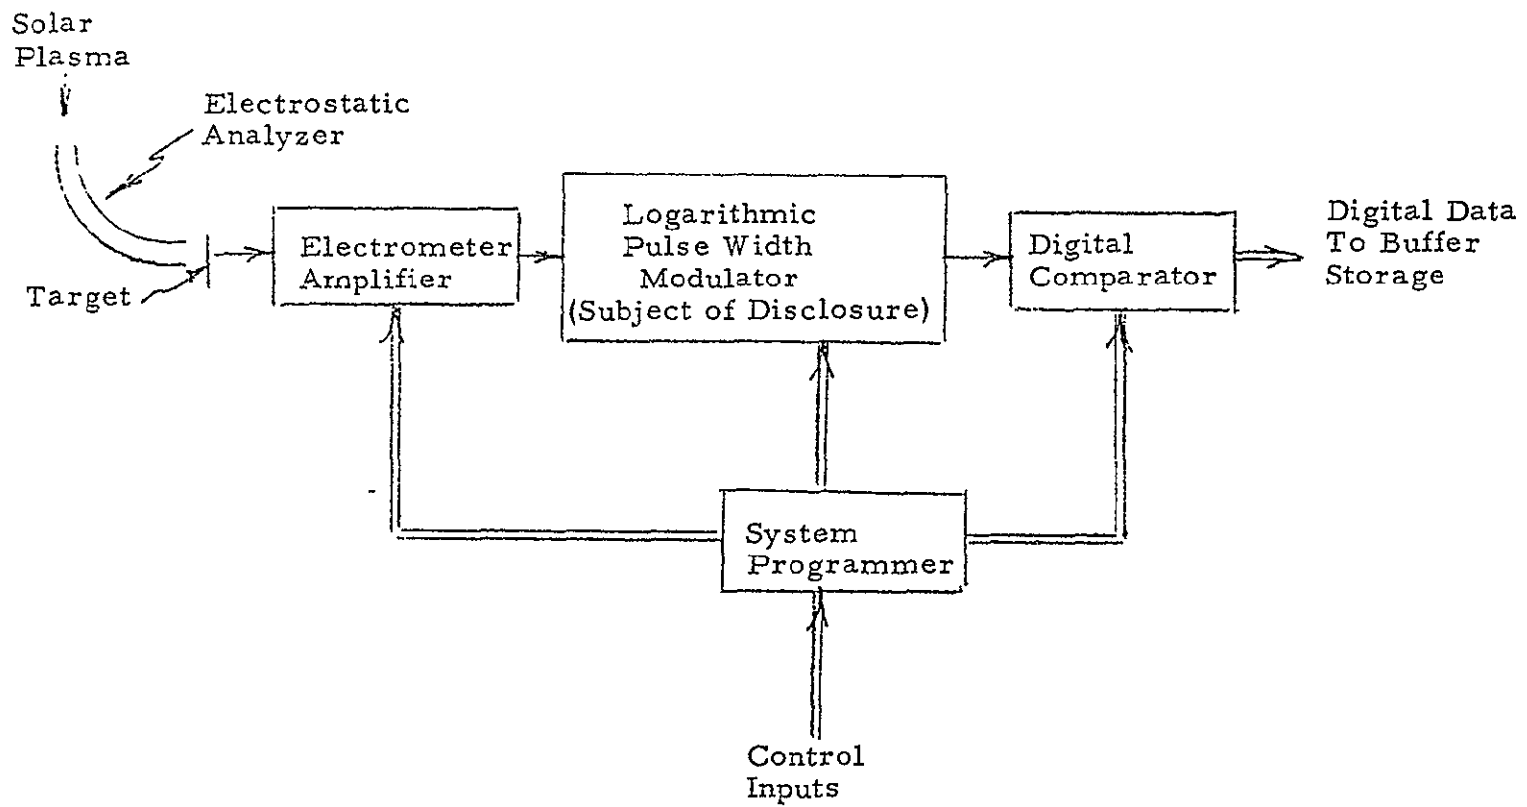 Solar
Plasma
Electrostatic
Analyzer
Target
Electrometer
Amplifier
Logarithmic
Pulse Width
Modulator
(Subject of Disclosure)
Digital
Comparator
Digital Data
To Buffer
Storage
System
Programmer
Control
Inputs